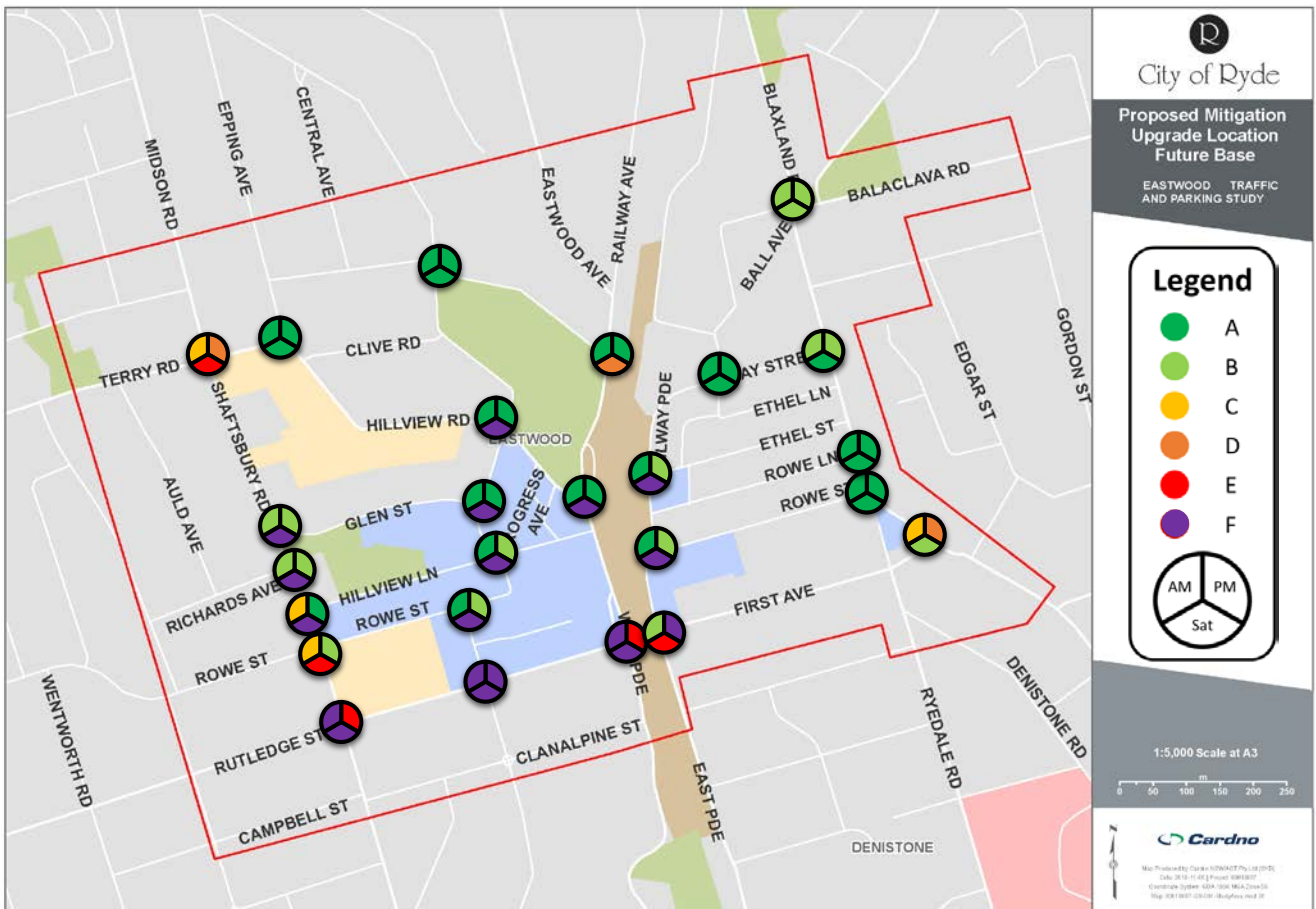 R
City of Ryde
Proposed Mitigation
Upgrade Location
Future Base
EASTWOOD TRAFFIC
AND PARKING STUDY
Legend
A
B
C
D
E
F
AM
PM
Sat
1:5,000 Scale at A3
m
0 50 100 150 200 250
N
Cardno
MIDSON RD
EPPING AVE
CENTRAL AVE
EASTWOOD AVE
RAILWAY AVE
BLAXLAND
BALACLAVA RD
BALL AVE
GORDON ST
EDGAR ST
TERRY RD
CLIVE RD
SHAFTSBURY RD
HILLVIEW RD
EASTWOOD
ILWAY PDE
AY STRE
ETHEL LN
ETHEL ST
ROWE LN
ROWE S
AULD AVE
GLEN ST
ROGRESS
AVE
RICHARDS AVE
HILLVIEW LN
ROWE ST
ROWE ST
FIRST AVE
WENTWORTH RD
RUTLEDGE ST
CLANALPINE ST
PDE
CAMPBELL ST
EAST PDE
RYEDALE RD
DENISTONE RD
DENISTONE